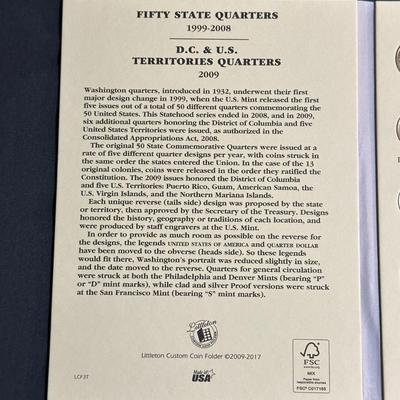 FIFTY STATE QUARTERS
1999-2008
D.C. & U.S.
TERRITORIES QUARTERS
2009
Washington quarters, introduced in 1932, underwent their first
major design change in 1999, when the U.S. Mint released the first
five issues out of a total of 50 different quarters commemorating the
50 United States. This Statehood series ended in 2008, and in 2009,
six additional quarters honoring the District of Columbia and five
United States Territories were issued, as authorized in the
Consolidated Appropriations Act, 2008.
The original 50 State Commemorative Quarters were issued at a
rate of five different quarter designs per year, with coins struck in
the same order the states entered the Union. In the case of the 13
original colonies, coins were released in the order they ratified the
Constitution. The 2009 issues honored the District of Columbia
and five U.S. Territories: Puerto Rico, Guam, American Samoa, the
U.S. Virgin Islands, and the Northern Mariana Islands.
Each unique reverse (tails side) design was proposed by the state
or territory, then approved by the Secretary of the Treasury. Designs
honored the history, geography or traditions of each location, and
were produced by staff engravers at the U.S. Mint.
In order to provide as much room as possible on the reverse for
the designs, the legends UNITED STATES OF AMERICA and QUARTER DOLLAR
have been moved to the obverse (heads side). So these legends
would fit there, Washington's portrait was reduced slightly in size,
and the date moved to the reverse. Quarters for general circulation
were struck at both the Philadelphia and Denver Mints (bearing "P"
or "D" mint marks), while clad and silver Proof versions were struck
at the San Francisco Mint (bearing "S" mint marks).
Littleton
Littleton Custom Coin Folder ©2009-2017
LCF3T
Made in
USA
FSC
MIX
Paper from
responsible sources
FSC® C017165